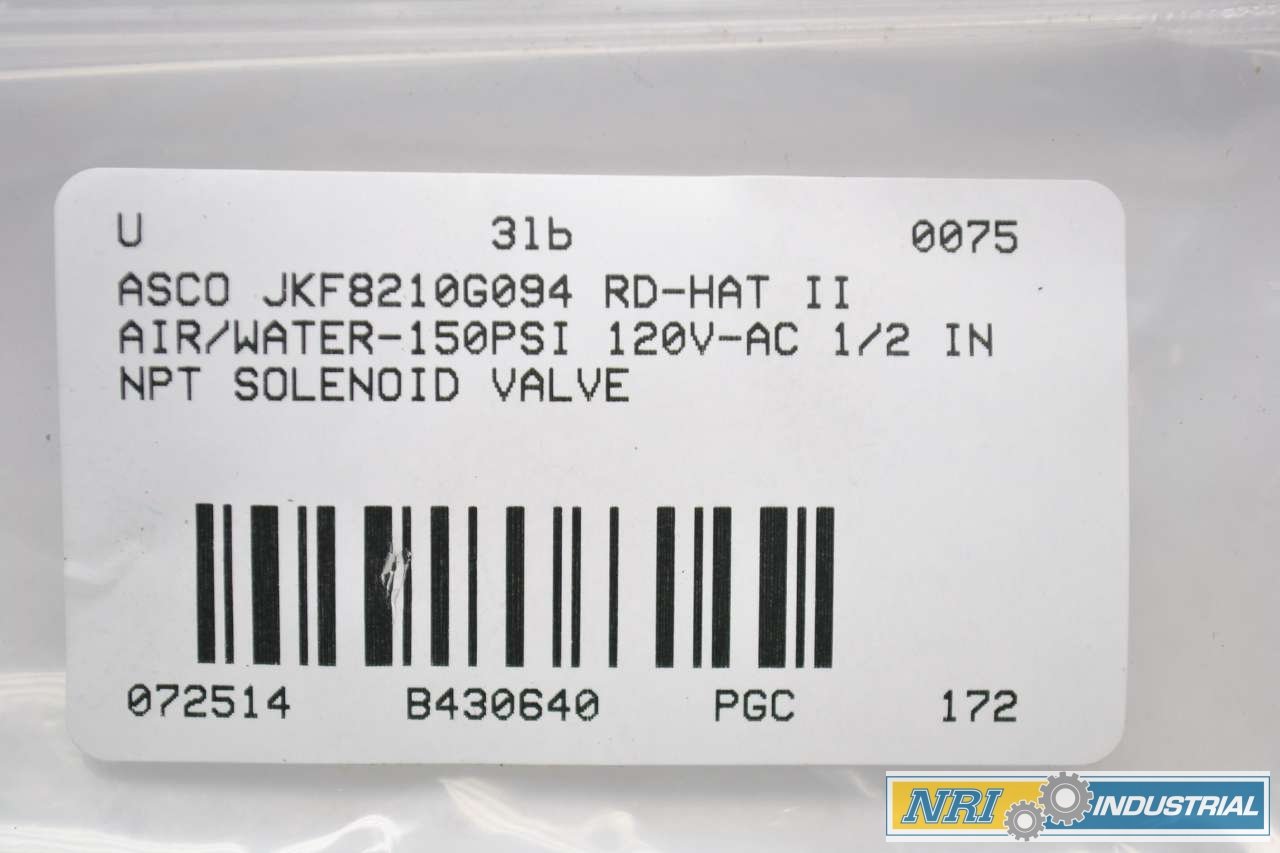 U 3lb 0075
ASCO JKF8210G094 RD-HAT II
AIR/WATER-150PSI 120V-AC 1/2 IN
NPT SOLENOID VALVE
072514 B430640 PGC 172
NRI INDUSTRIAL